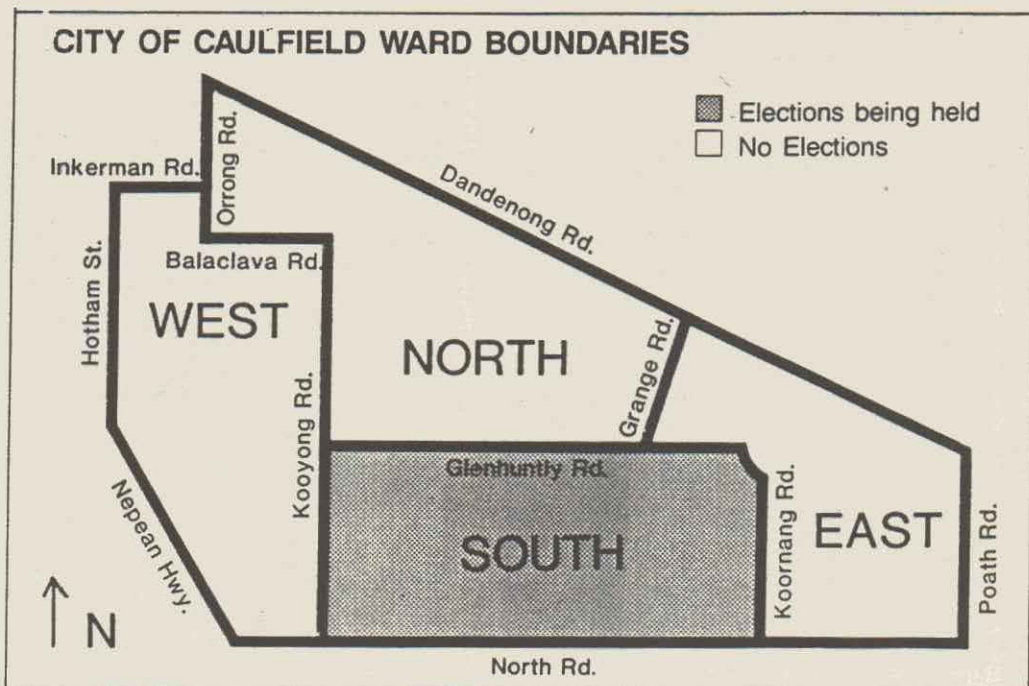 CITY OF CAULFIELD WARD BOUNDARIES
Elections being held
No Elections
Inkerman Rd.
Orrong Rd.
Dandenong Rd.
Balaclava Rd.
Hotham St.
WEST
NORTH
Grange Rd.
Kooyong Rd.
Glenhuntly Rd.
Nepean Hwy.
SOUTH
Koornang Rd.
EAST
Poath Rd.
N
North Rd.